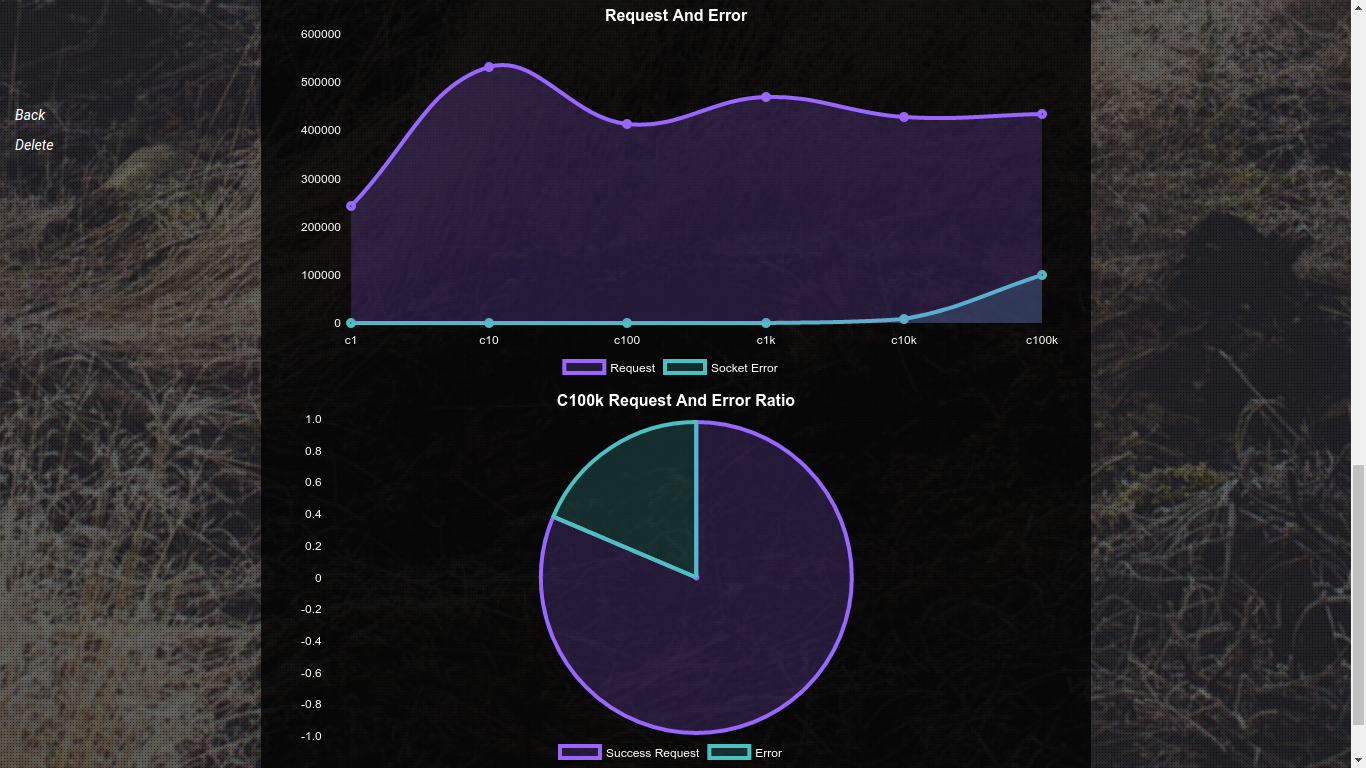 Request And Error
600000
500000
400000
300000
200000
100000
0
c1 c10 c100 c1k c10k c100k
Request Socket Error
Back
Delete
C100k Request And Error Ratio
1.0
0.8
0.6
0.4
0.2
0
-0.2
-0.4
-0.6
-0.8
-1.0
Success Request Error